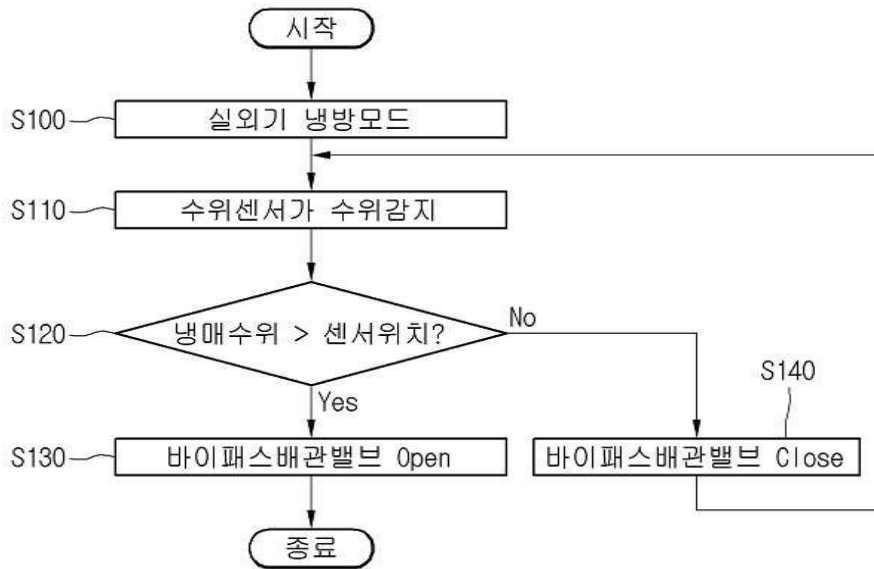 시작
S100
실외기 냉방모드
S110
수위센서가 수위감지
S120
냉매수위 > 센서위치?
No
Yes
S140
S130
바이패스배관밸브 Open
바이패스배관밸브 Close
종료